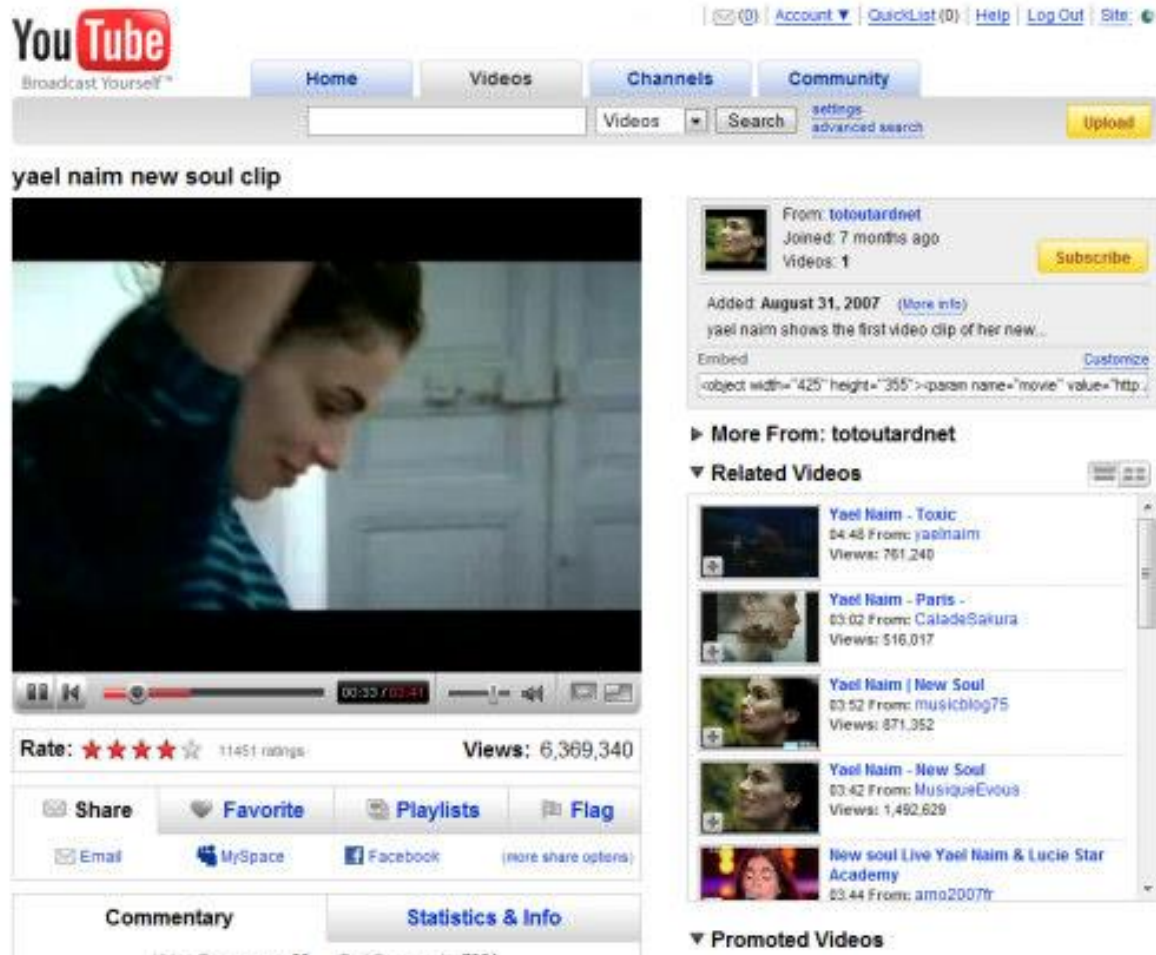 You Tube
Broadcast Yourself™
(0) | Account ▼ | QuickList (0) | Help | Log Out | Site:
Home Videos Channels Community
Videos Search settings advanced search Upload
yael naim new soul clip
From: totoutardnet
Joined: 7 months ago
Videos: 1
Subscribe
Added: August 31, 2007 (More info)
yael naim shows the first video clip of her new...
Embed Customize
<object width="425" height="355"><param name="movie" value="http...
More From: totoutardnet
Related Videos
Yael Naim - Toxic
04:48 From: yaelnaim
Views: 761,240
Yael Naim - Paris -
03:02 From: CaladeSakura
Views: 516,017
Yael Naim | New Soul
03:52 From: musicblog75
Views: 871,352
Yael Naim - New Soul
03:42 From: MusiqueEvous
Views: 1,492,629
New soul Live Yael Naim & Lucie Star
Academy
03:44 From: arno2007fr
Promoted Videos
00:33 / 03:41
Rate: 11451 ratings Views: 6,369,340
Share Favorite Playlists Flag
Email MySpace Facebook (more share options)
Commentary Statistics & Info